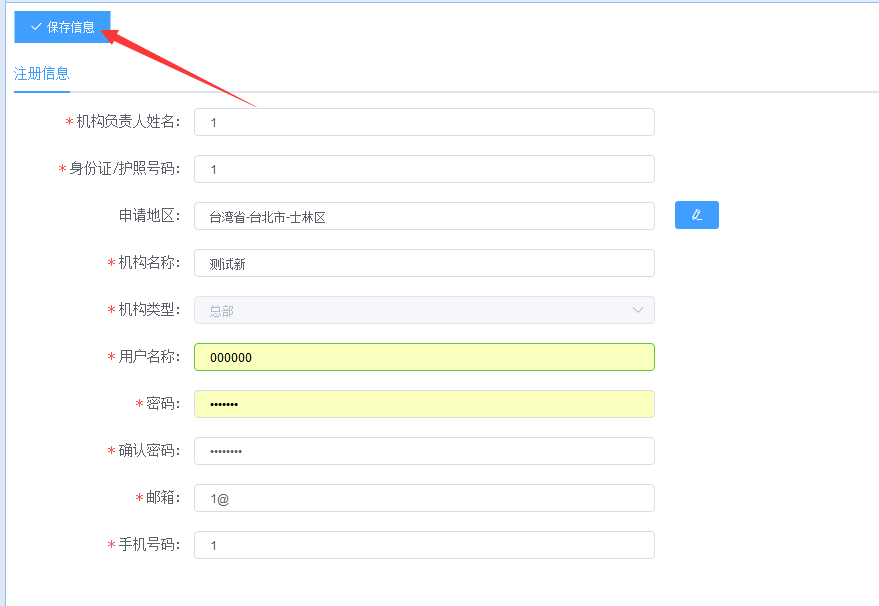 保存信息
注册信息
*机构负责人姓名: 1
*身份证/护照号码: 1
申请地区: 台湾省-台北市-士林区
*机构名称: 测试新
*机构类型: 总部
*用户名称: 000000
*密码: •••••••
*确认密码: ••••••••
*邮箱: 1@
*手机号码: 1